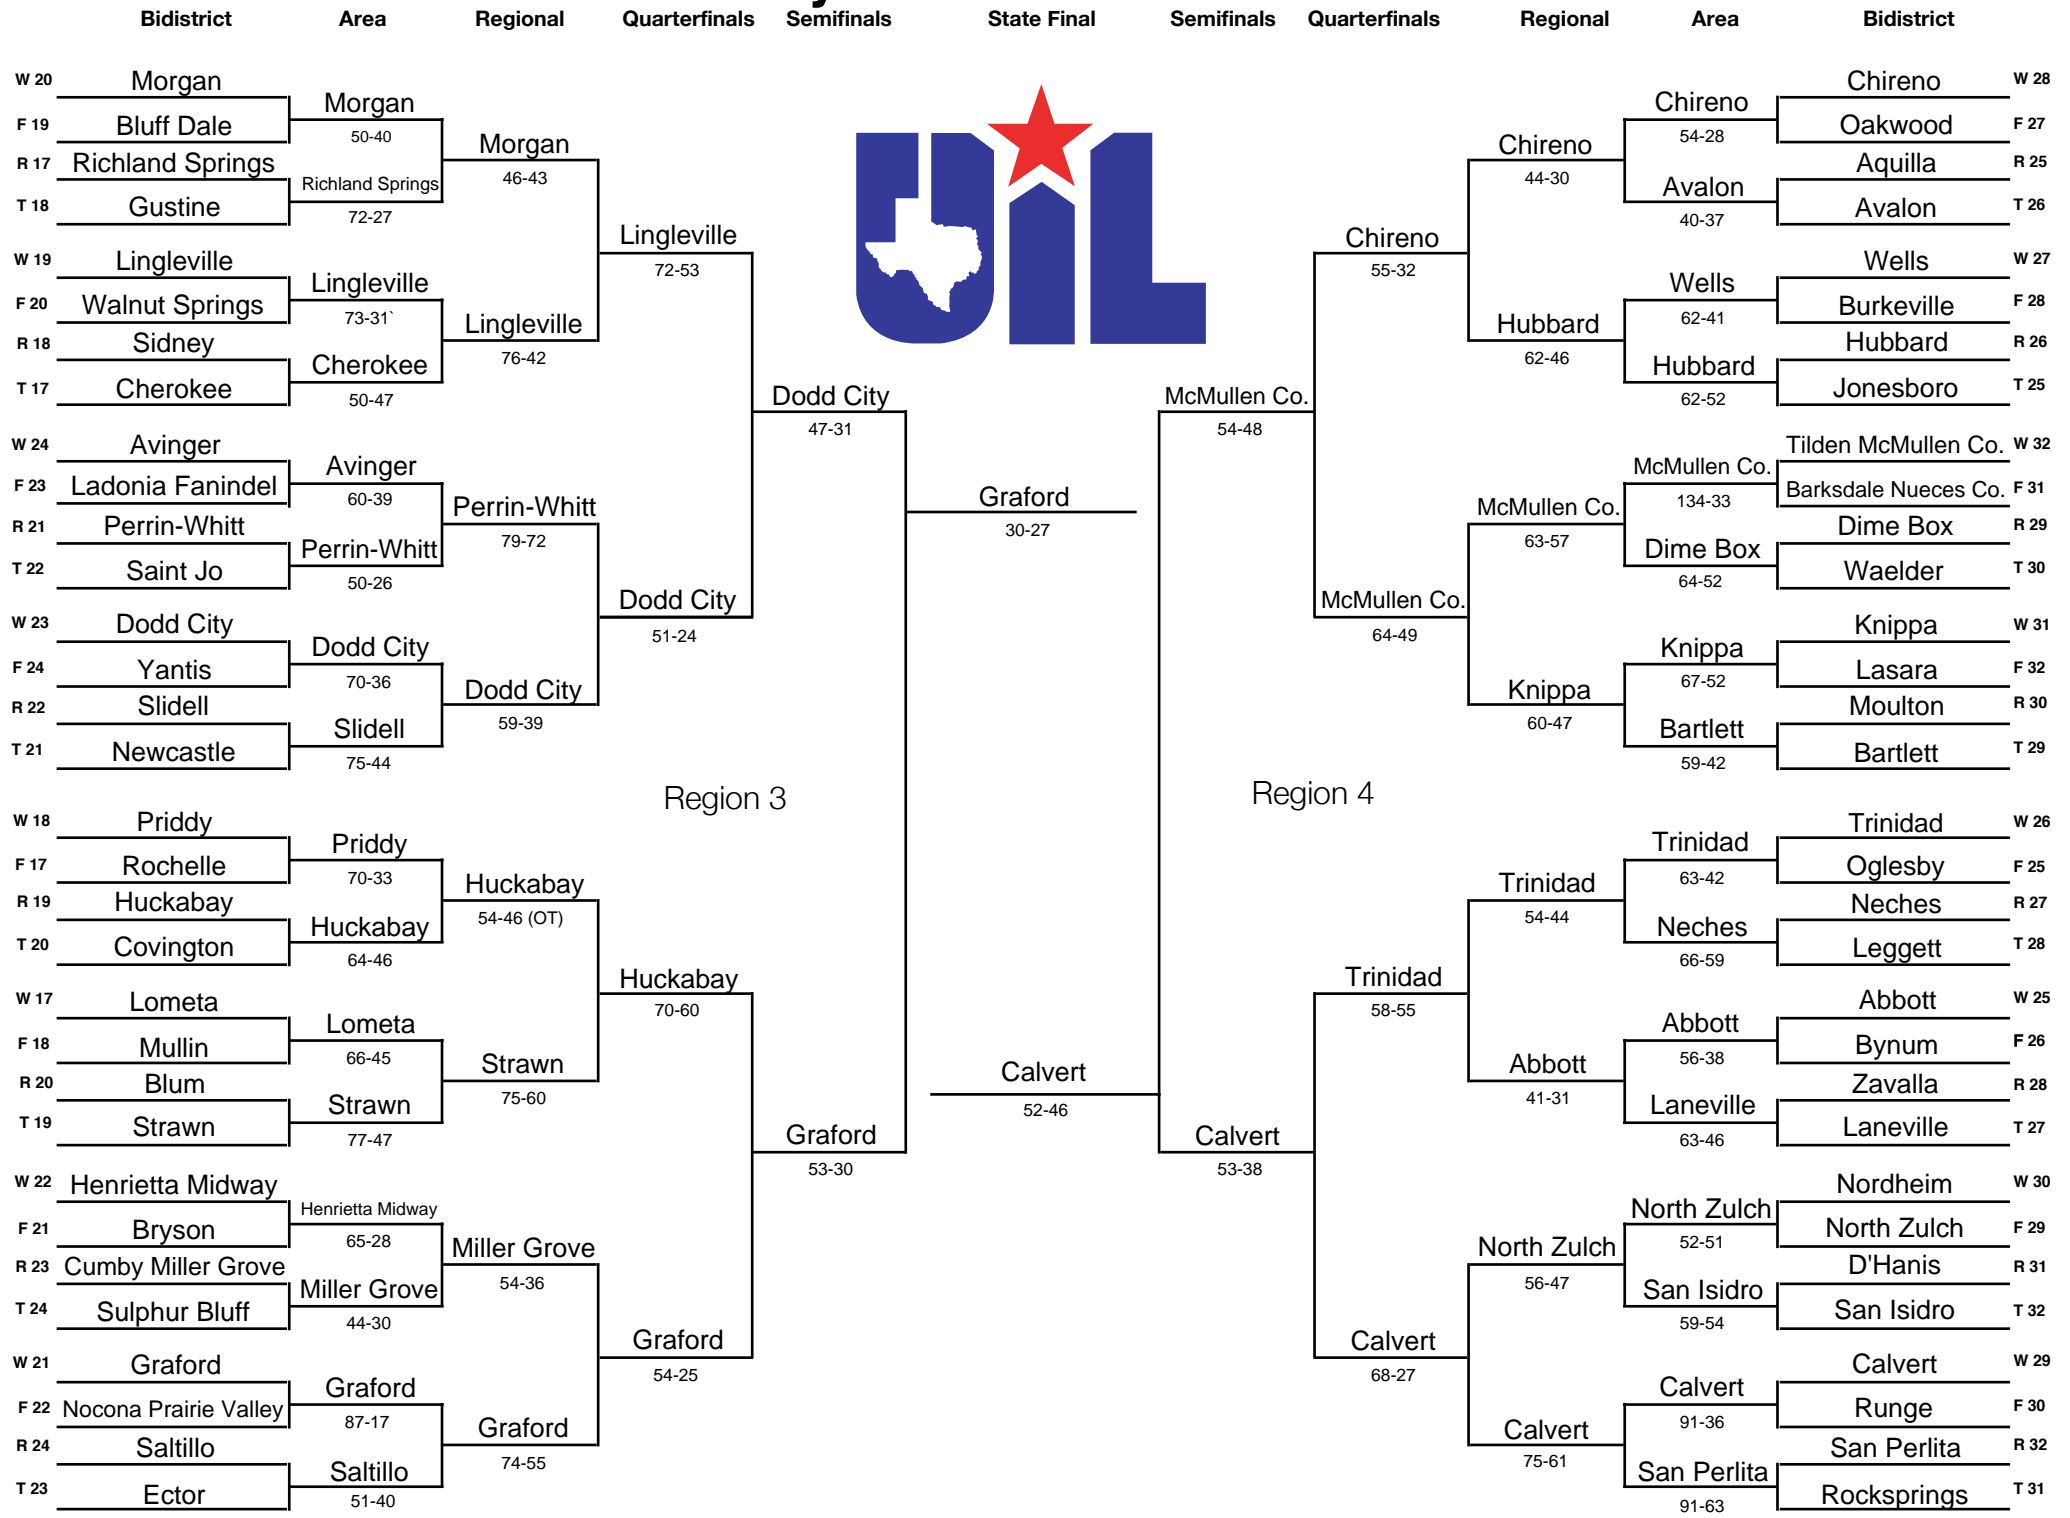 Bidistrict Area Regional Quarterfinals Semifinals State Final Semifinals Quarterfinals Regional Area Bidistrict
W 20 Morgan
F 19 Bluff Dale
R 17 Richland Springs
T 18 Gustine
W 19 Lingleville
F 20 Walnut Springs
R 18 Sidney
T 17 Cherokee
W 24 Avinger
F 23 Ladonia Fanindel
R 21 Perrin-Whitt
T 22 Saint Jo
W 23 Dodd City
F 24 Yantis
R 22 Slidell
T 21 Newcastle
W 18 Priddy
F 17 Rochelle
R 19 Huckabay
T 20 Covington
W 17 Lometa
F 18 Mullin
R 20 Blum
T 19 Strawn
W 22 Henrietta Midway
F 21 Bryson
R 23 Cumby Miller Grove
T 24 Sulphur Bluff
W 21 Graford
F 22 Nocona Prairie Valley
R 24 Saltillo
T 23 Ector
Morgan
50-40
Richland Springs
72-27
Lingleville
73-31`
Cherokee
50-47
Avinger
60-39
Perrin-Whitt
50-26
Dodd City
70-36
Slidell
75-44
Priddy
70-33
Huckabay
64-46
Lometa
66-45
Strawn
77-47
Henrietta Midway
65-28
Miller Grove
44-30
Graford
87-17
Saltillo
51-40
Morgan
46-43
Lingleville
76-42
Perrin-Whitt
79-72
Dodd City
59-39
Huckabay
54-46 (OT)
Strawn
75-60
Miller Grove
54-36
Graford
74-55
Lingleville
72-53
Dodd City
51-24
Region 3
Huckabay
70-60
Graford
54-25
Dodd City
47-31
Graford
53-30
UIL
Graford
30-27
Calvert
52-46
McMullen Co.
54-48
Calvert
53-38
Chireno
55-32
McMullen Co.
64-49
Region 4
Trinidad
58-55
Calvert
68-27
Chireno
44-30
Hubbard
62-46
McMullen Co.
63-57
Knippa
60-47
Trinidad
54-44
Abbott
41-31
North Zulch
56-47
Calvert
75-61
Chireno
54-28
Avalon
40-37
Wells
62-41
Hubbard
62-52
McMullen Co.
134-33
Dime Box
64-52
Knippa
67-52
Bartlett
59-42
Trinidad
63-42
Neches
66-59
Abbott
56-38
Laneville
63-46
North Zulch
52-51
San Isidro
59-54
Calvert
91-36
San Perlita
91-63
Chireno W 28
Oakwood F 27
Aquilla R 25
Avalon T 26
Wells W 27
Burkeville F 28
Hubbard R 26
Jonesboro T 25
Tilden McMullen Co. W 32
Barksdale Nueces Co. F 31
Dime Box R 29
Waelder T 30
Knippa W 31
Lasara F 32
Moulton R 30
Bartlett T 29
Trinidad W 26
Oglesby F 25
Neches R 27
Leggett T 28
Abbott W 25
Bynum F 26
Zavalla R 28
Laneville T 27
Nordheim W 30
North Zulch F 29
D'Hanis R 31
San Isidro T 32
Calvert W 29
Runge F 30
San Perlita R 32
Rocksprings T 31